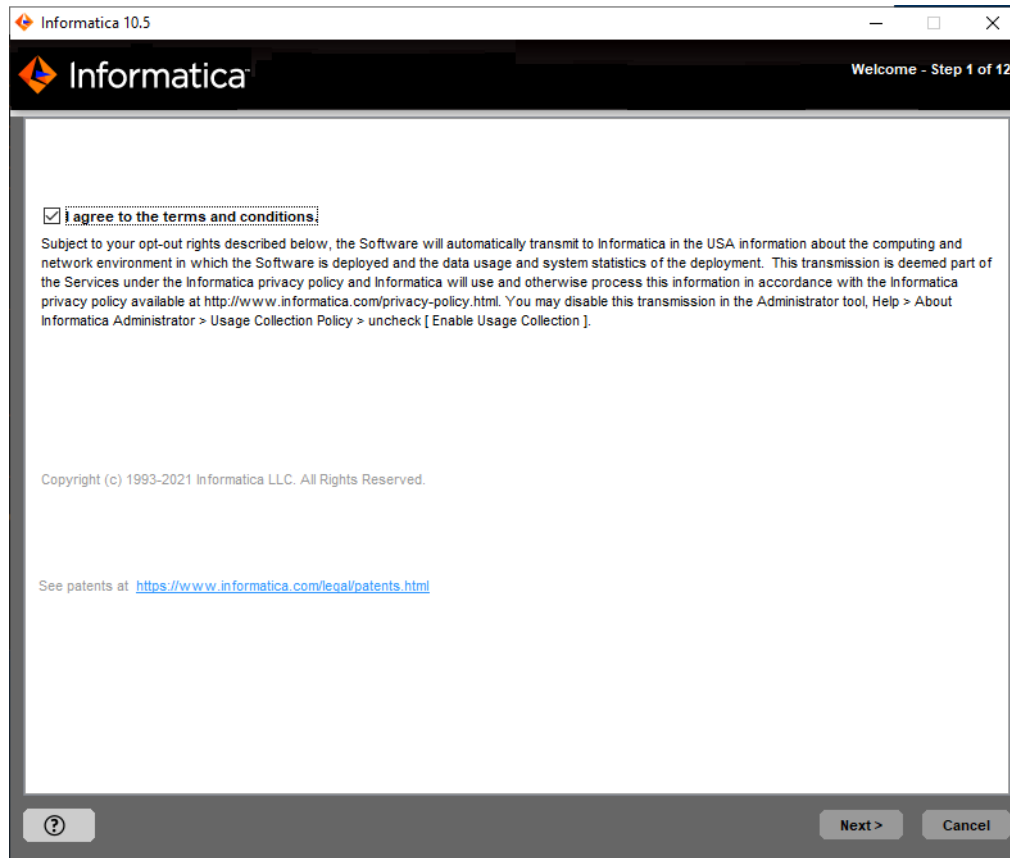 Informatica 10.5
Informatica
Welcome - Step 1 of 12
I agree to the terms and conditions.
Subject to your opt-out rights described below, the Software will automatically transmit to Informatica in the USA information about the computing and
network environment in which the Software is deployed and the data usage and system statistics of the deployment.  This transmission is deemed part of
the Services under the Informatica privacy policy and Informatica will use and otherwise process this information in accordance with the Informatica
privacy policy available at http://www.informatica.com/privacy-policy.html. You may disable this transmission in the Administrator tool, Help > About
Informatica Administrator > Usage Collection Policy > uncheck [ Enable Usage Collection ].
Copyright (c) 1993-2021 Informatica LLC. All Rights Reserved.
See patents at https://www.informatica.com/legal/patents.html
?
Next >
Cancel